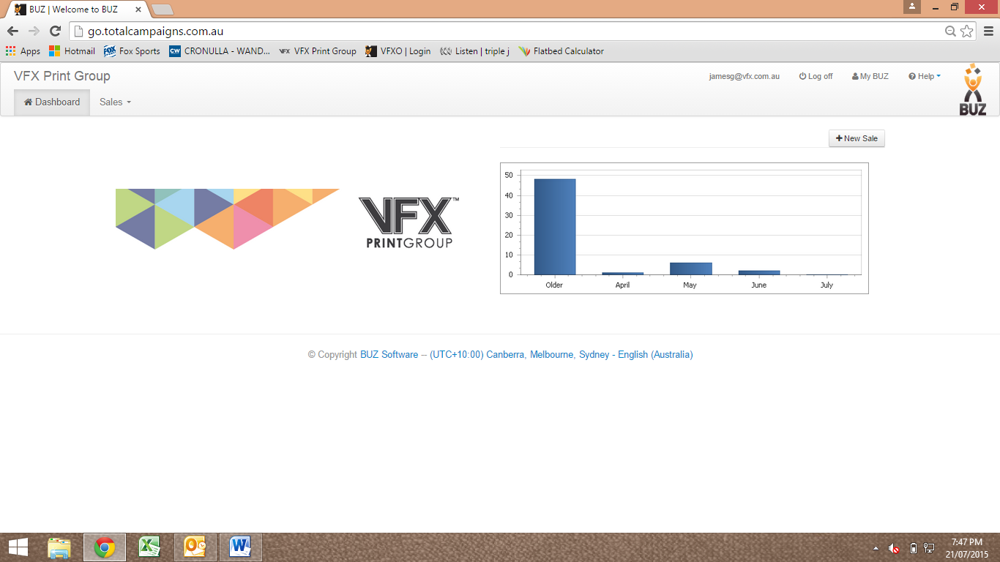 BUZ | Welcome to BUZ
go.totalcampaigns.com.au
Apps Hotmail Fox Sports CRONULLA - WAND... VFX Print Group VFXO | Login Listen | triple j Flatbed Calculator
VFX Print Group
jamesg@vfx.com.au Log off My BUZ Help
BUZ
Dashboard Sales
New Sale
VFX™
PRINTGROUP
50
40
30
20
10
0
Older April May June July
© Copyright BUZ Software -- (UTC+10:00) Canberra, Melbourne, Sydney - English (Australia)
7:47 PM
21/07/2015